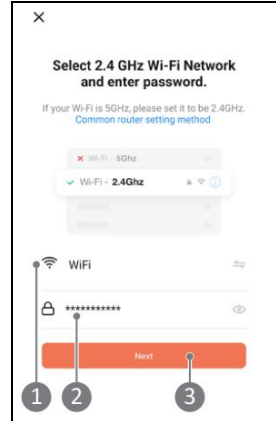 Select 2.4 GHz Wi-Fi Network
and enter password.
If your Wi-Fi is 5GHz, please set it to be 2.4GHz.
Common router setting method
Wi-Fi - 5Ghz
Wi-Fi - 2.4Ghz
WiFi
***********
Next
1 2 3